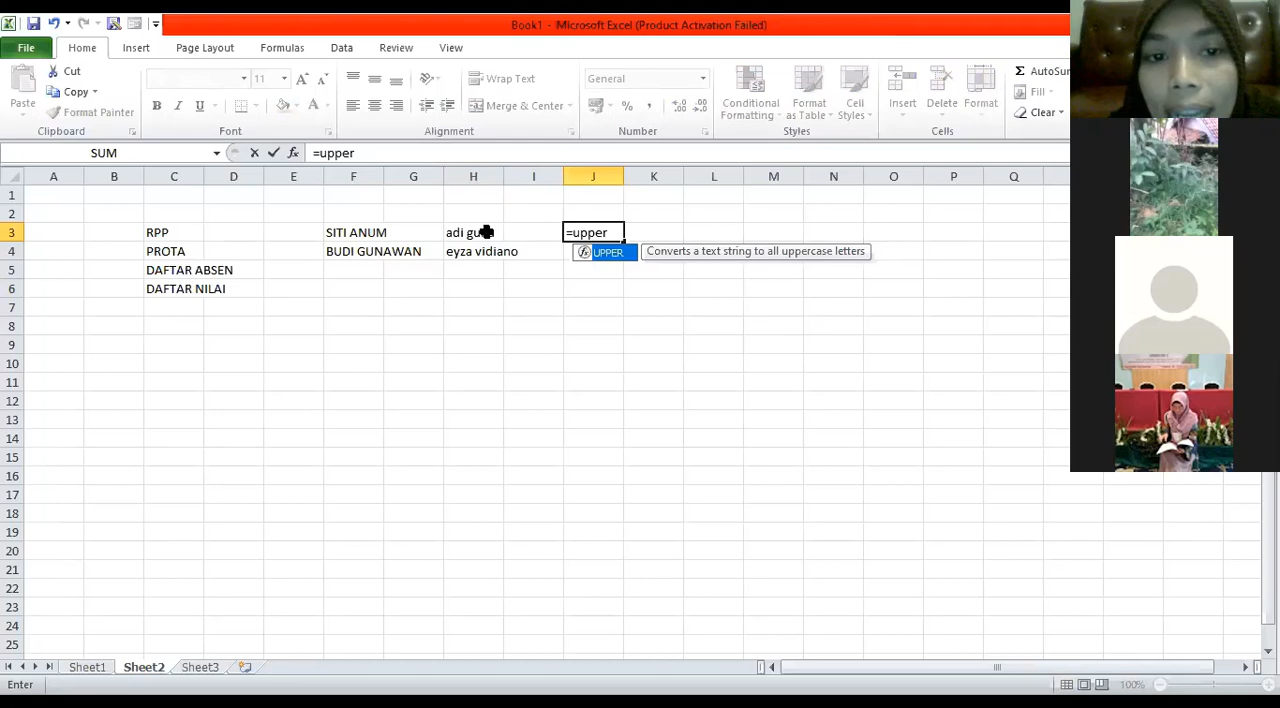 Book1 - Microsoft Excel (Product Activation Failed)
File Home Insert Page Layout Formulas Data Review View
Cut
Copy
Format Painter
Paste
Clipboard
11
B I U A
Font
Wrap Text
Merge & Center
Alignment
General
%
Number
Conditional Formatting
Format as Table
Cell Styles
Styles
Insert
Delete
Format
Cells
AutoSum
Fill
Clear
SUM
=upper
A B C D E F G H I J K L M N O P Q
1
2
3 RPP SITI ANUM adi =upper
4 PROTA BUDI GUNAWAN eyza vidiano UPPER Converts a text string to all uppercase letters
5 DAFTAR ABSEN
6 DAFTAR NILAI
7
8
9
10
11
12
13
14
15
16
17
18
19
20
21
22
23
24
25
Sheet1 Sheet2 Sheet3
Enter
100%